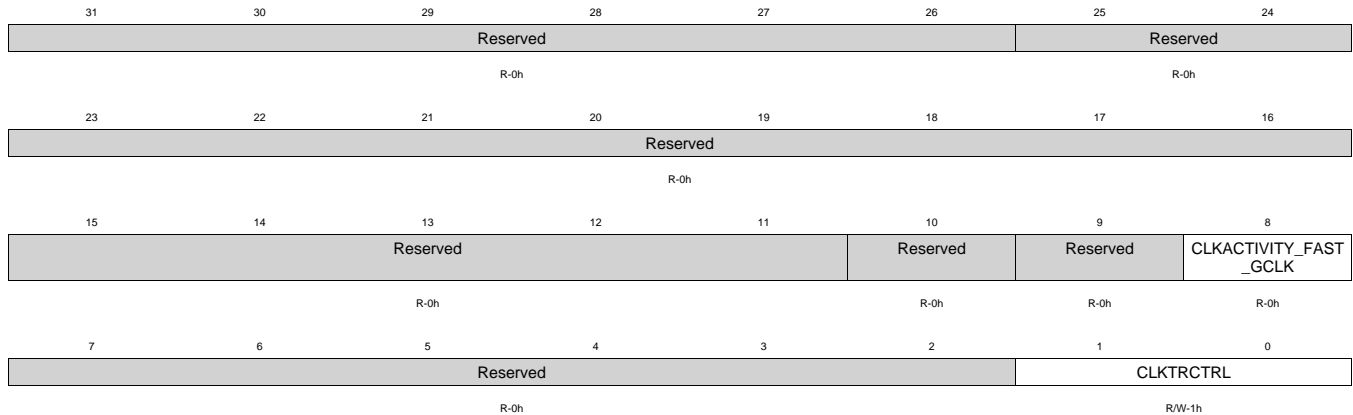 31 30 29 28 27 26 25 24
Reserved Reserved
R-0h R-0h
23 22 21 20 19 18 17 16
Reserved
R-0h
15 14 13 12 11 10 9 8
Reserved Reserved Reserved CLKACTIVITY_FAST
_GCLK
R-0h R-0h R-0h R-0h
7 6 5 4 3 2 1 0
Reserved CLKTRCTRL
R-0h R/W-1h